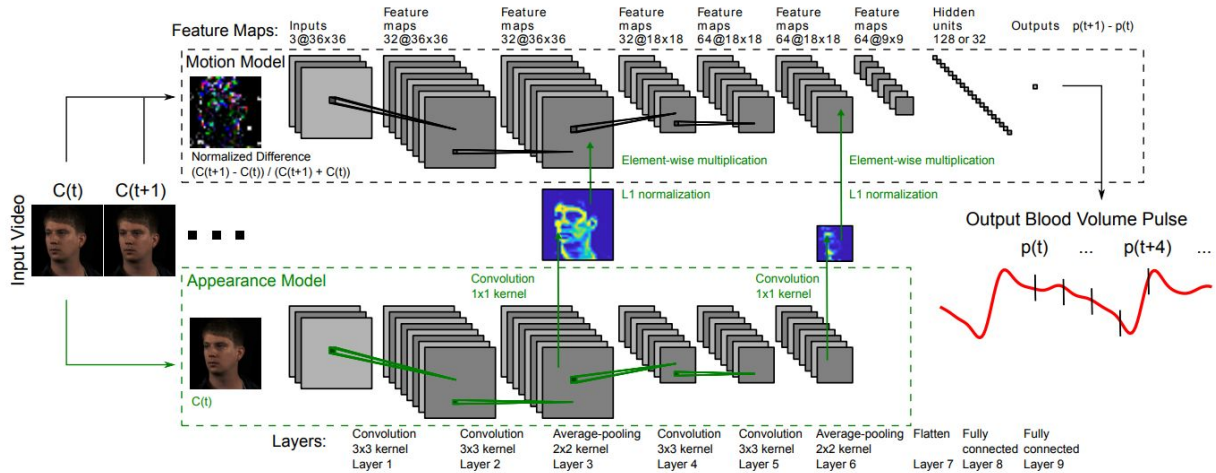 Feature Maps:
Inputs
3@36x36
Feature
maps
32@36x36
Feature
maps
32@36x36
Feature
maps
32@18x18
Feature
maps
64@18x18
Feature
maps
64@18x18
Feature
maps
64@9x9
Hidden
units
128 or 32
Outputs
p(t+1) - p(t)
Motion Model
Normalized Difference
(C(t+1) - C(t)) / (C(t+1) + C(t))
Element-wise multiplication
L1 normalization
Element-wise multiplication
L1 normalization
Input Video
C(t)
C(t+1)
Output Blood Volume Pulse
p(t)
...
p(t+4)
...
Appearance Model
Convolution
1x1 kernel
Convolution
1x1 kernel
C(t)
Layers:
Convolution
3x3 kernel
Layer 1
Convolution
3x3 kernel
Layer 2
Average-pooling
2x2 kernel
Layer 3
Convolution
3x3 kernel
Layer 4
Convolution
3x3 kernel
Layer 5
Average-pooling
2x2 kernel
Layer 6
Flatten
Layer 7
Fully
connected
Layer 8
Fully
connected
Layer 9